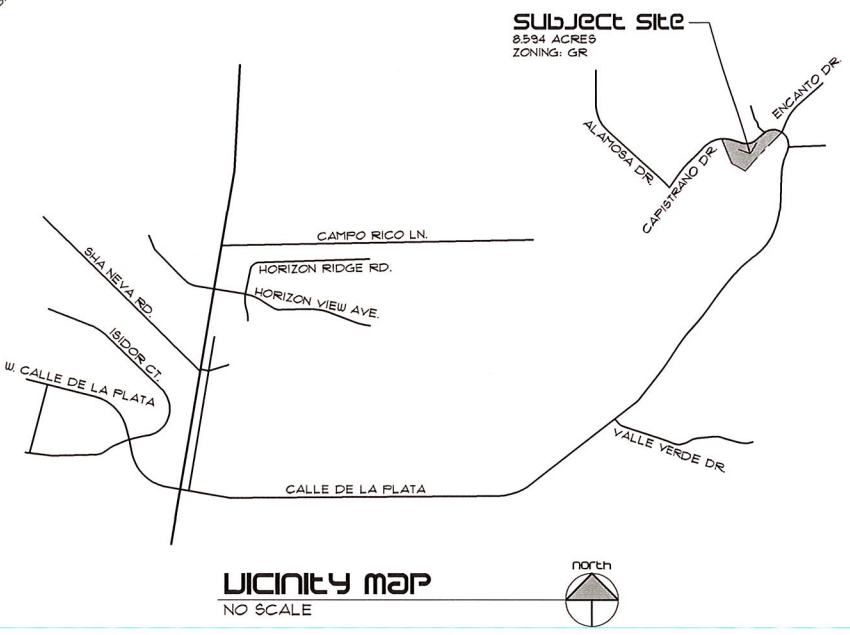 SUBJECT SITE
8.594 ACRES
ZONING: GR
ENCANTO DR.
ALAMOSA DR.
CAPISTRANO DR.
CAMPO RICO LN.
HORIZON RIDGE RD.
SHA NEVA RD.
HORIZON VIEW AVE.
ISIDOR CT.
W. CALLE DE LA PLATA
VALLE VERDE DR.
CALLE DE LA PLATA
VICINITY MAP
NO SCALE
NORTH